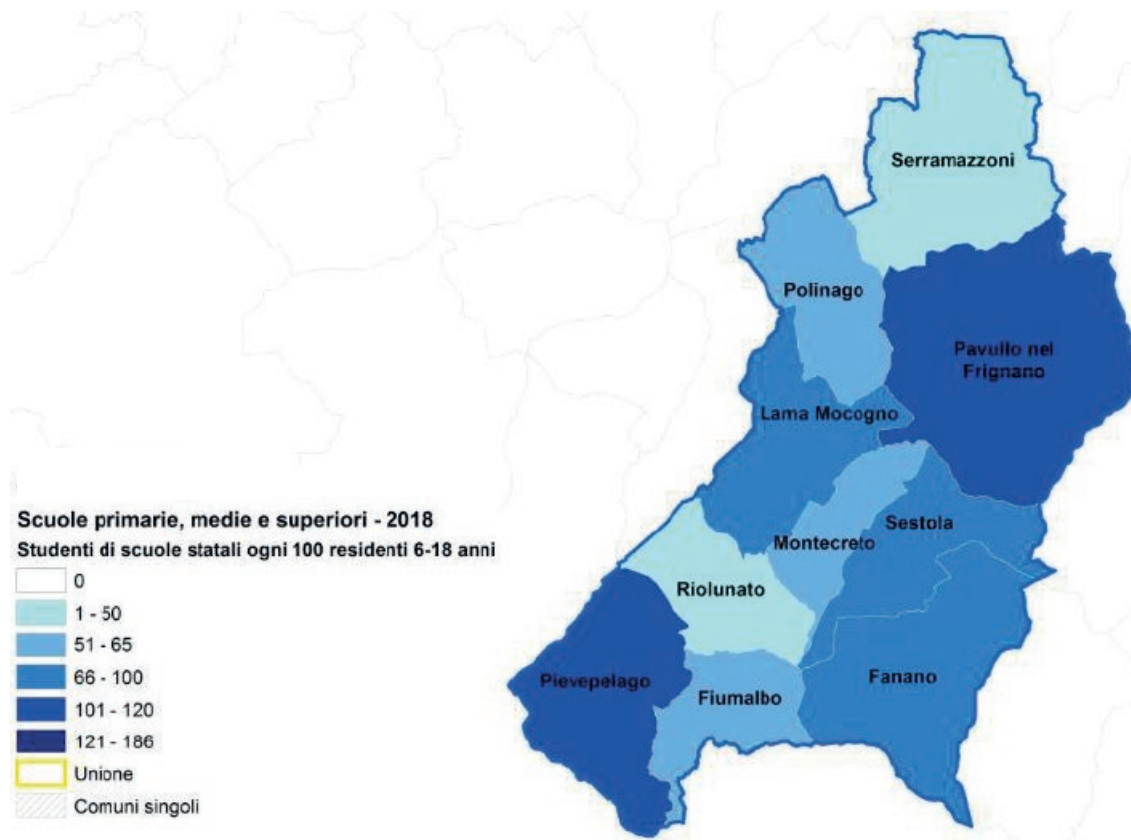 Serramazzoni
Polinago
Pavullo nel
Frignano
Lama Mocogno
Sestola
Montecreto
Riolunato
Pievepelago
Fiumalbo
Fanano
Scuole primarie, medie e superiori - 2018
Studenti di scuole statali ogni 100 residenti 6-18 anni
0
1 - 50
51 - 65
66 - 100
101 - 120
121 - 186
Unione
Comuni singoli